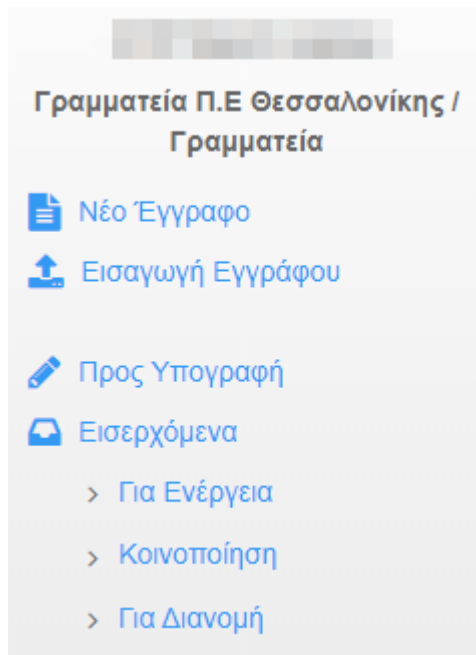 Γραμματεία Π.Ε Θεσσαλονίκης /
Γραμματεία
Νέο Έγγραφο
Εισαγωγή Εγγράφου
Προς Υπογραφή
Εισερχόμενα
Για Ενέργεια
Κοινοποίηση
Για Διανομή